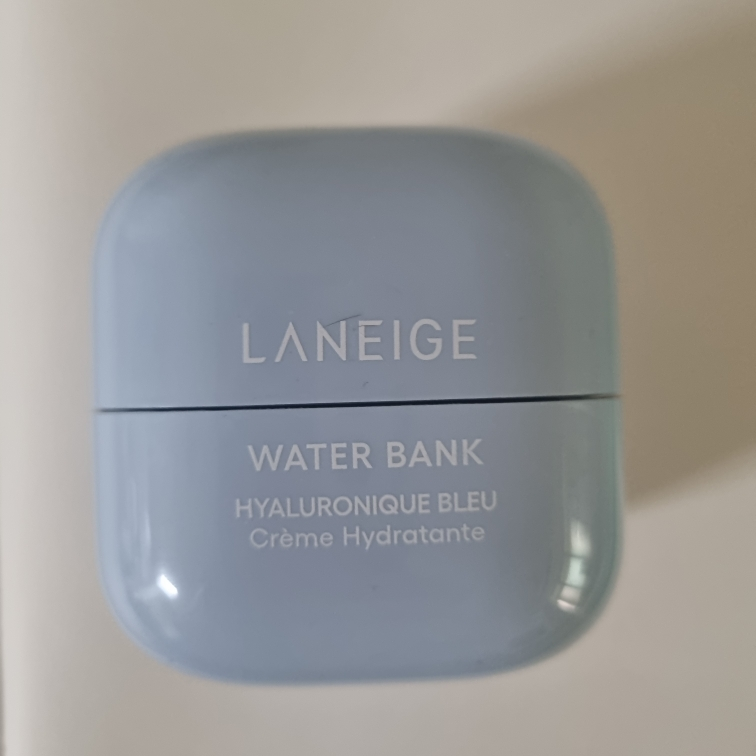 LANEIGE
WATER BANK
HYALURONIQUE BLEU
Crème Hydratante